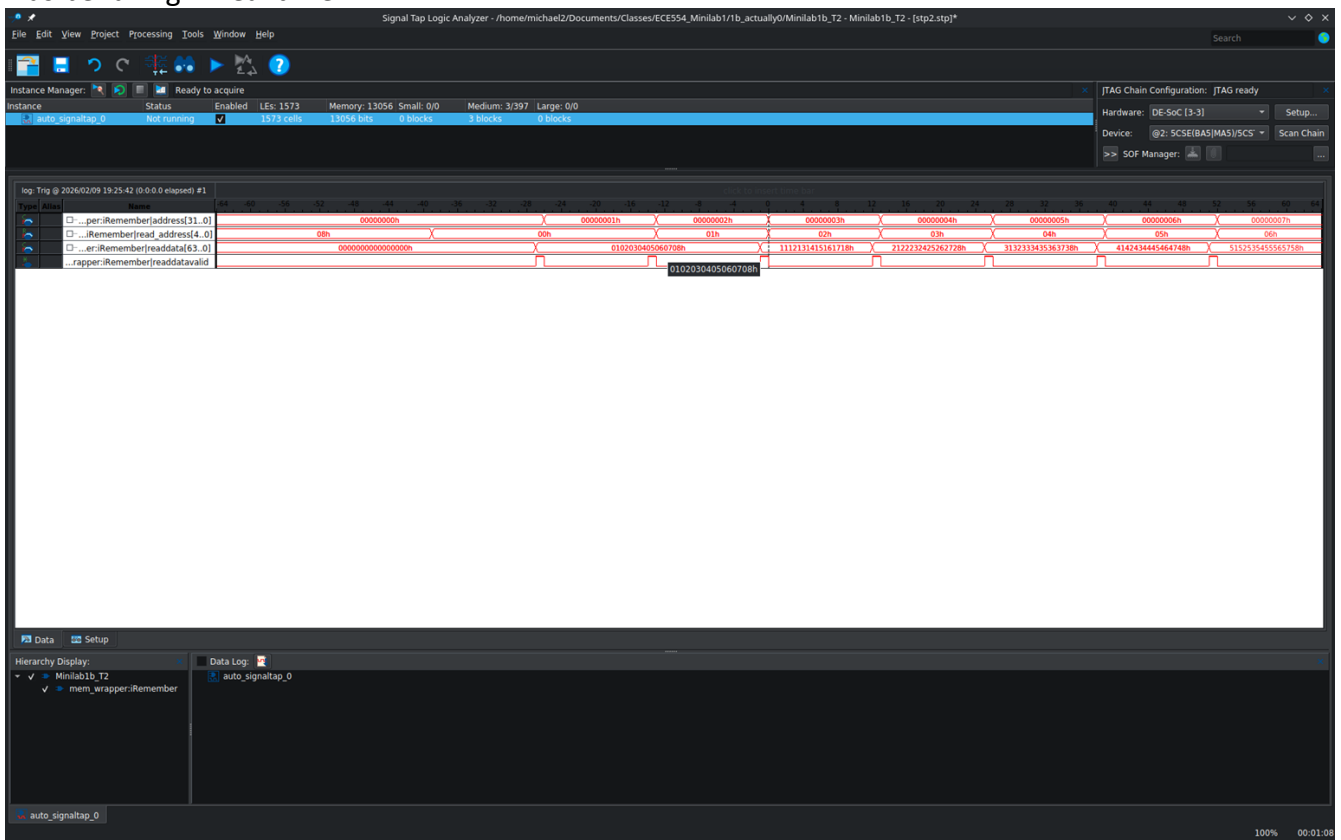 Signal Tap Logic Analyzer - /home/michael2/Documents/Classes/ECE554_Minilab1/1b_actually0/Minilab1b_T2 - Minilab1b_T2 - [stp2.stp]*
File Edit View Project Processing Tools Window Help
Search
Instance Manager: Ready to acquire
JTAG Chain Configuration: JTAG ready
Instance Status Enabled LEs: 1573 Memory: 13056 Small: 0/0 Medium: 3/397 Large: 0/0
auto_signaltap_0 Not running 1573 cells 13056 bits 0 blocks 3 blocks 0 blocks
Hardware: DE-SoC [3-3] Setup...
Device: @2: 5CSE(BA5|MA5)/5CS Scan Chain
>> SOF Manager: ...
log: Trig @ 2026/02/09 19:25:42 (0:0:0.0 elapsed) #1
Type Alias Name -64 -60 -56 -52 -48 -44 -40 -36 -32 -28 -24 -20 -16 -12 -8 -4 0 4 8 12 16 20 24 28 32 36 40 44 48 52 56 60 64
...per:iRemember|address[31..0] 00000000h 00000001h 00000002h 00000003h 00000004h 00000005h 00000006h 00000007h
...iRemember|read_address[4..0] 08h 00h 01h 02h 03h 04h 05h 06h
...er:iRemember|readdata[63..0] 0000000000000000h 0102030405060708h 1112131415161718h 2122232425262728h 3132333435363738h 4142434445464748h 5152535455565758h
...rapper:iRemember|readdatavalid
0102030405060708h
Data Setup
Hierarchy Display:
Minilab1b_T2
mem_wrapper:iRemember
Data Log:
auto_signaltap_0
auto_signaltap_0
100% 00:01:08